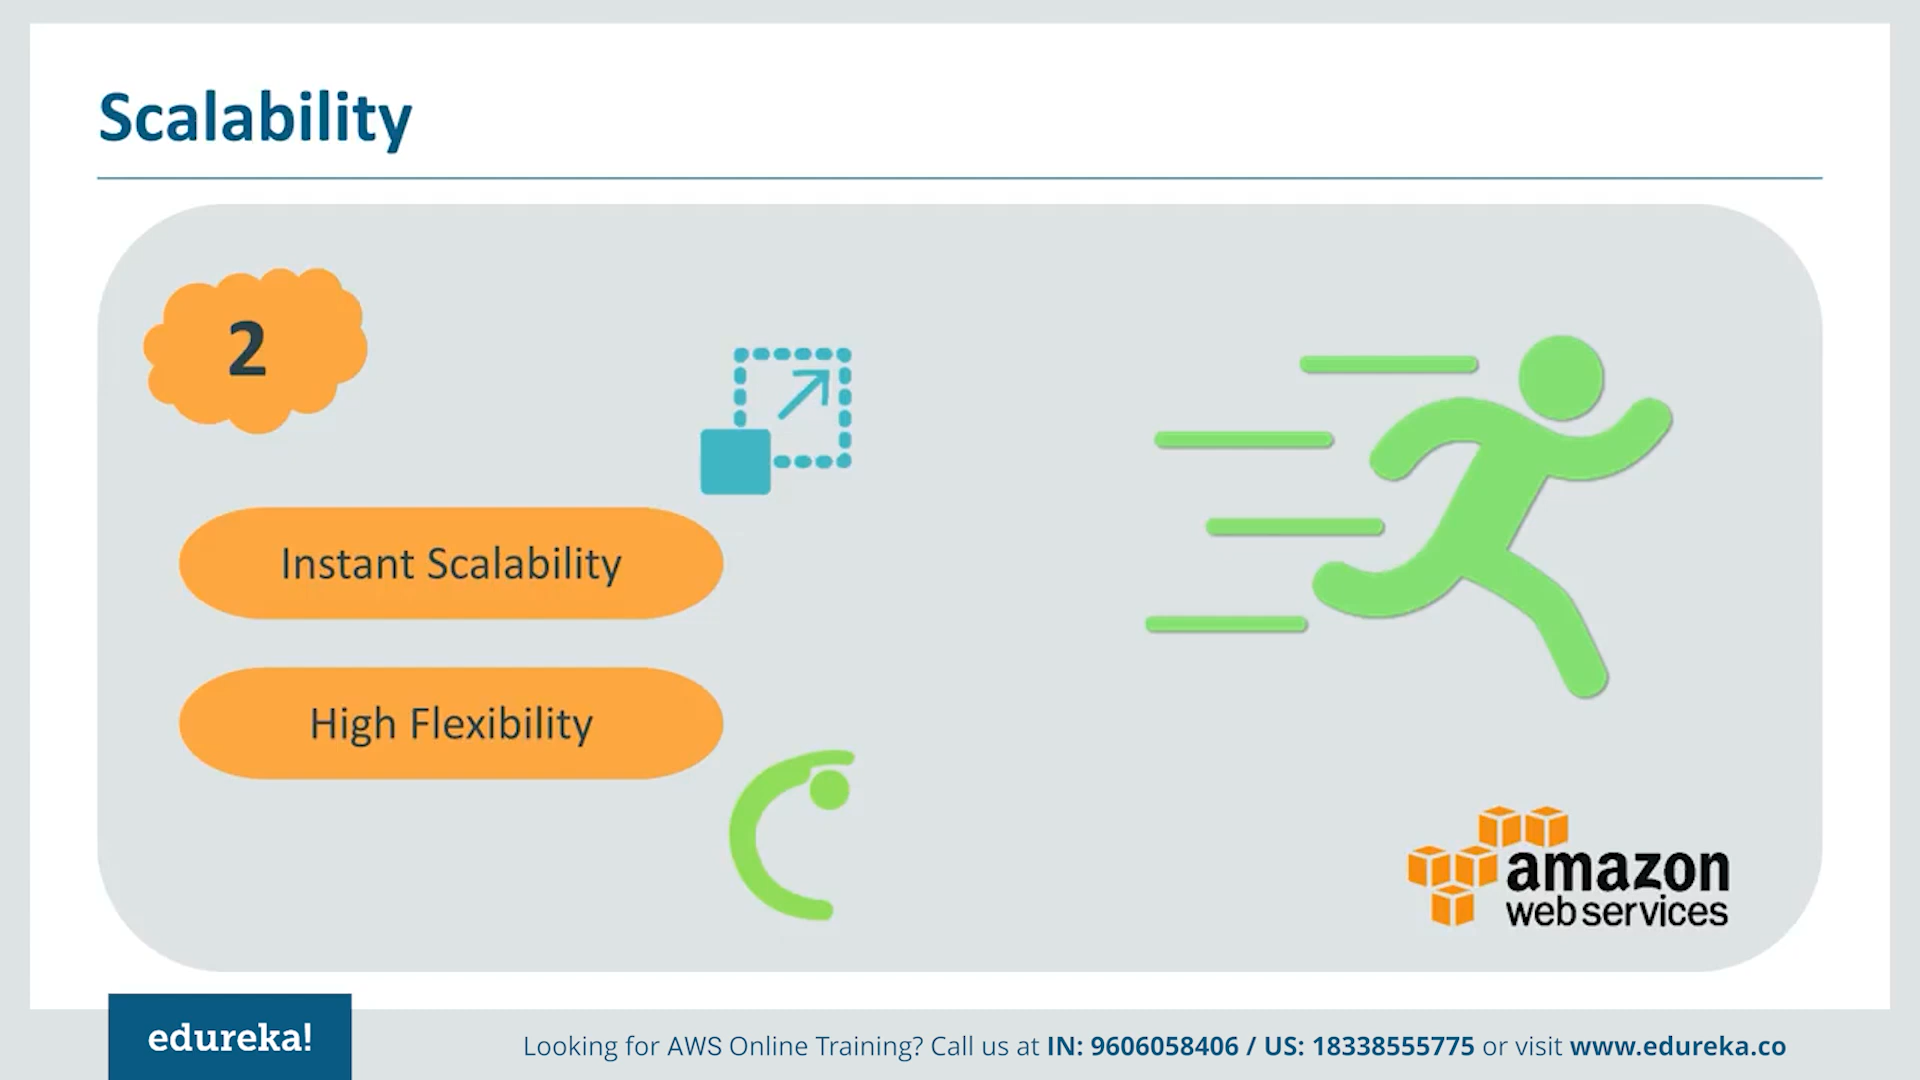 Scalability
2
Instant Scalability
High Flexibility
amazon
web services
edureka!
Looking for AWS Online Training? Call us at IN: 9606058406 / US: 18338555775 or visit www.edureka.co